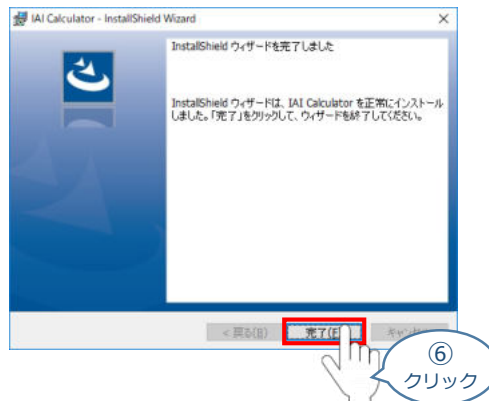 IAI Calculator - InstallShield Wizard
InstallShield ウィザードを完了しました
InstallShield ウィザードは、IAI Calculator を正常にインストール
しました。「完了」をクリックして、ウィザードを終了してください。
< 戻る(B)
完了(F)
⑥
クリック